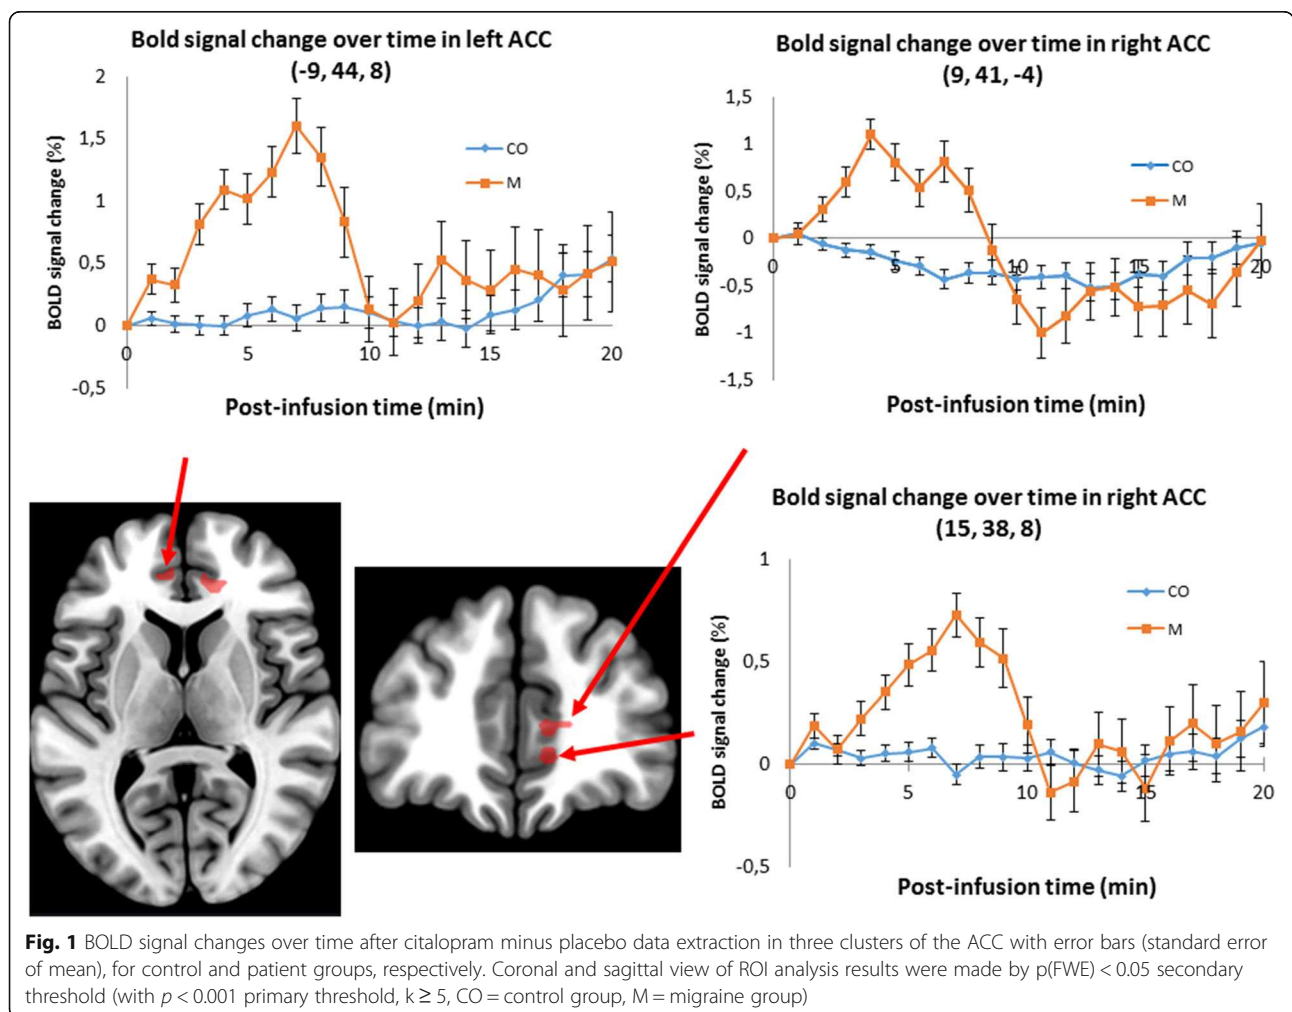 Bold signal change over time in left ACC
(-9, 44, 8)
BOLD signal change (%)
2
1,5
1
0,5
0
-0,5
0
5
10
15
20
CO
M
Post-infusion time (min)
Bold signal change over time in right ACC
(9, 41, -4)
BOLD signal change (%)
1,5
1
0,5
0
-0,5
-1
-1,5
0
5
10
15
20
CO
M
Post-infusion time (min)
Bold signal change over time in right ACC
(15, 38, 8)
BOLD signal change (%)
1
0,5
0
-0,5
0
5
10
15
20
CO
M
Post-infusion time (min)
Fig. 1 BOLD signal changes over time after citalopram minus placebo data extraction in three clusters of the ACC with error bars (standard error
of mean), for control and patient groups, respectively. Coronal and sagittal view of ROI analysis results were made by p(FWE) < 0.05 secondary
threshold (with p < 0.001 primary threshold, k ≥ 5, CO = control group, M = migraine group)